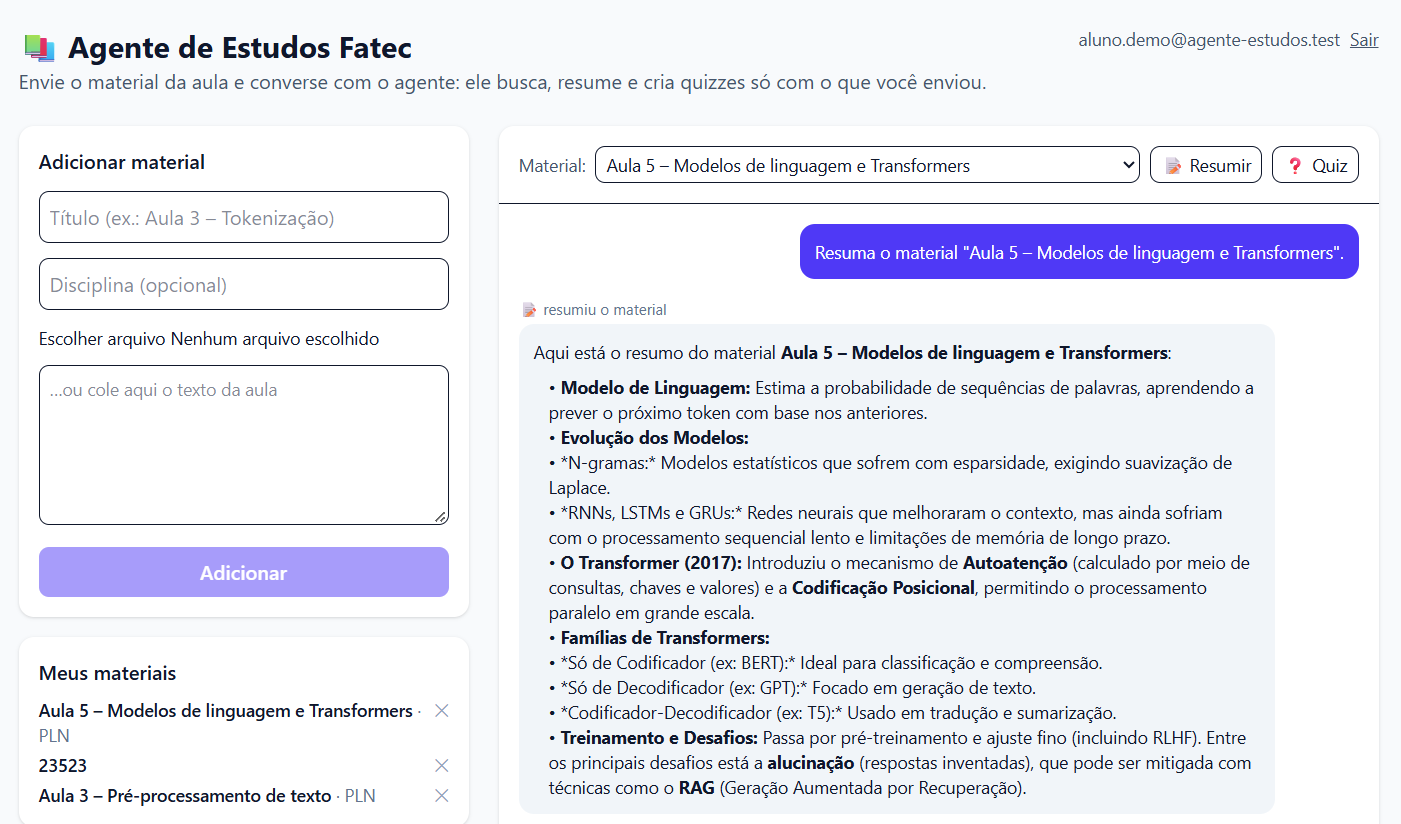 Agente de Estudos Fatec
aluno.demo@agente-estudos.test Sair
Envie o material da aula e converse com o agente: ele busca, resume e cria quizzes só com o que você enviou.
Adicionar material
Título (ex.: Aula 3 – Tokenização)
Disciplina (opcional)
Escolher arquivo Nenhum arquivo escolhido
...ou cole aqui o texto da aula
Adicionar
Meus materiais
Aula 5 – Modelos de linguagem e Transformers ·
PLN
23523
Aula 3 – Pré-processamento de texto · PLN
Material: Aula 5 – Modelos de linguagem e Transformers Resumir Quiz
Resuma o material "Aula 5 – Modelos de linguagem e Transformers".
resumiu o material
Aqui está o resumo do material Aula 5 – Modelos de linguagem e Transformers:
• Modelo de Linguagem: Estima a probabilidade de sequências de palavras, aprendendo a
prever o próximo token com base nos anteriores.
• Evolução dos Modelos:
• *N-gramas:* Modelos estatísticos que sofrem com esparsidade, exigindo suavização de
Laplace.
• *RNNs, LSTMs e GRUs:* Redes neurais que melhoraram o contexto, mas ainda sofriam
com o processamento sequencial lento e limitações de memória de longo prazo.
• O Transformer (2017): Introduziu o mecanismo de Autoatenção (calculado por meio de
consultas, chaves e valores) e a Codificação Posicional, permitindo o processamento
paralelo em grande escala.
• Famílias de Transformers:
• *Só de Codificador (ex: BERT):* Ideal para classificação e compreensão.
• *Só de Decodificador (ex: GPT):* Focado em geração de texto.
• *Codificador-Decodificador (ex: T5):* Usado em tradução e sumarização.
• Treinamento e Desafios: Passa por pré-treinamento e ajuste fino (incluindo RLHF). Entre
os principais desafios está a alucinação (respostas inventadas), que pode ser mitigada com
técnicas como o RAG (Geração Aumentada por Recuperação).